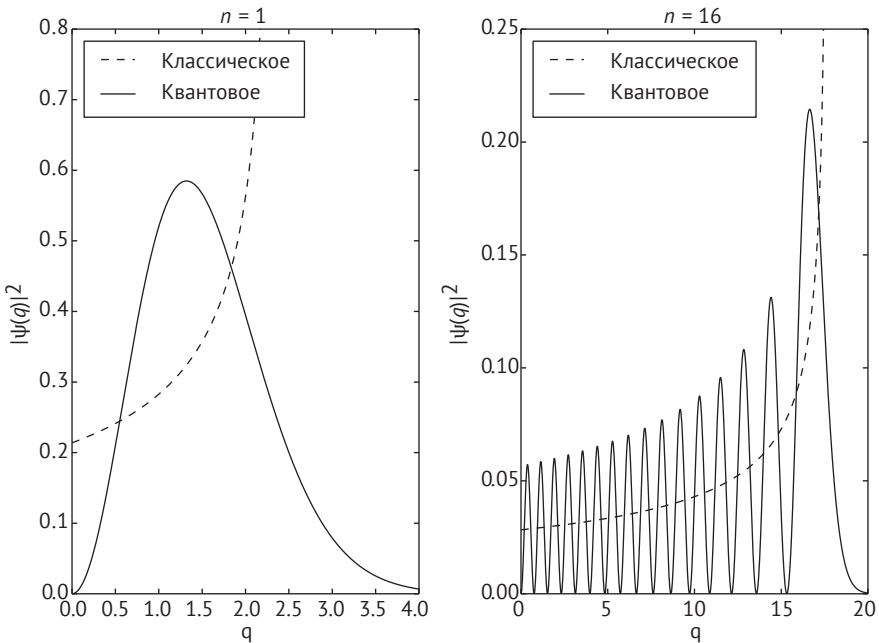 n = 1
0.8
0.7
0.6
0.5
0.4
0.3
0.2
0.1
0.0
|ψ(q)|²
Классическое
Квантовое
0.0 0.5 1.0 1.5 2.0 2.5 3.0 3.5 4.0
q
n = 16
0.25
0.20
0.15
0.10
0.05
0.00
|ψ(q)|²
Классическое
Квантовое
0 5 10 15 20
q